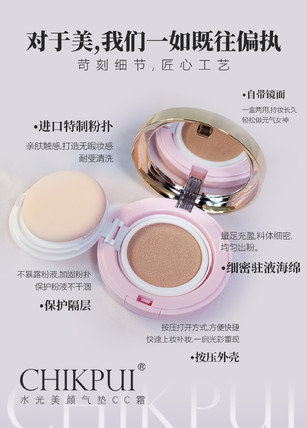 对于美,我们一如既往偏执
苛刻细节,匠心工艺
•自带镜面
一盒两用,持妆长久
轻松做元气女神
•进口特制粉扑
亲肤触感,打造无瑕妆感
耐受清洗
量足充盈,料体细密,
均匀出粉。
•细密驻液海绵
不暴露粉液,加固粉扑
保护粉液不干涸
•保护隔层
按压打开方式,方便快捷
快速上妆补妆,一启光彩重现
•按压外壳
CHIKPUI®
水光美颜气垫CC霜
CHIKPUI